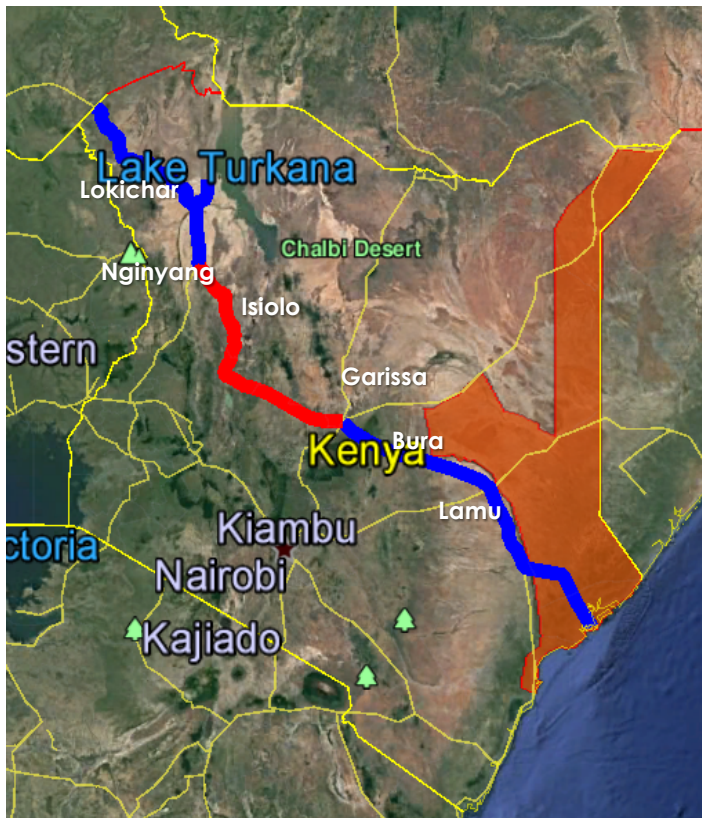 Lake Turkana
Lokichar
Chalbi Desert
Nginyang
Isiolo
stern
Garissa
Bura
Kenya
Lamu
Kiambu
ctoria
Nairobi
Kajiado